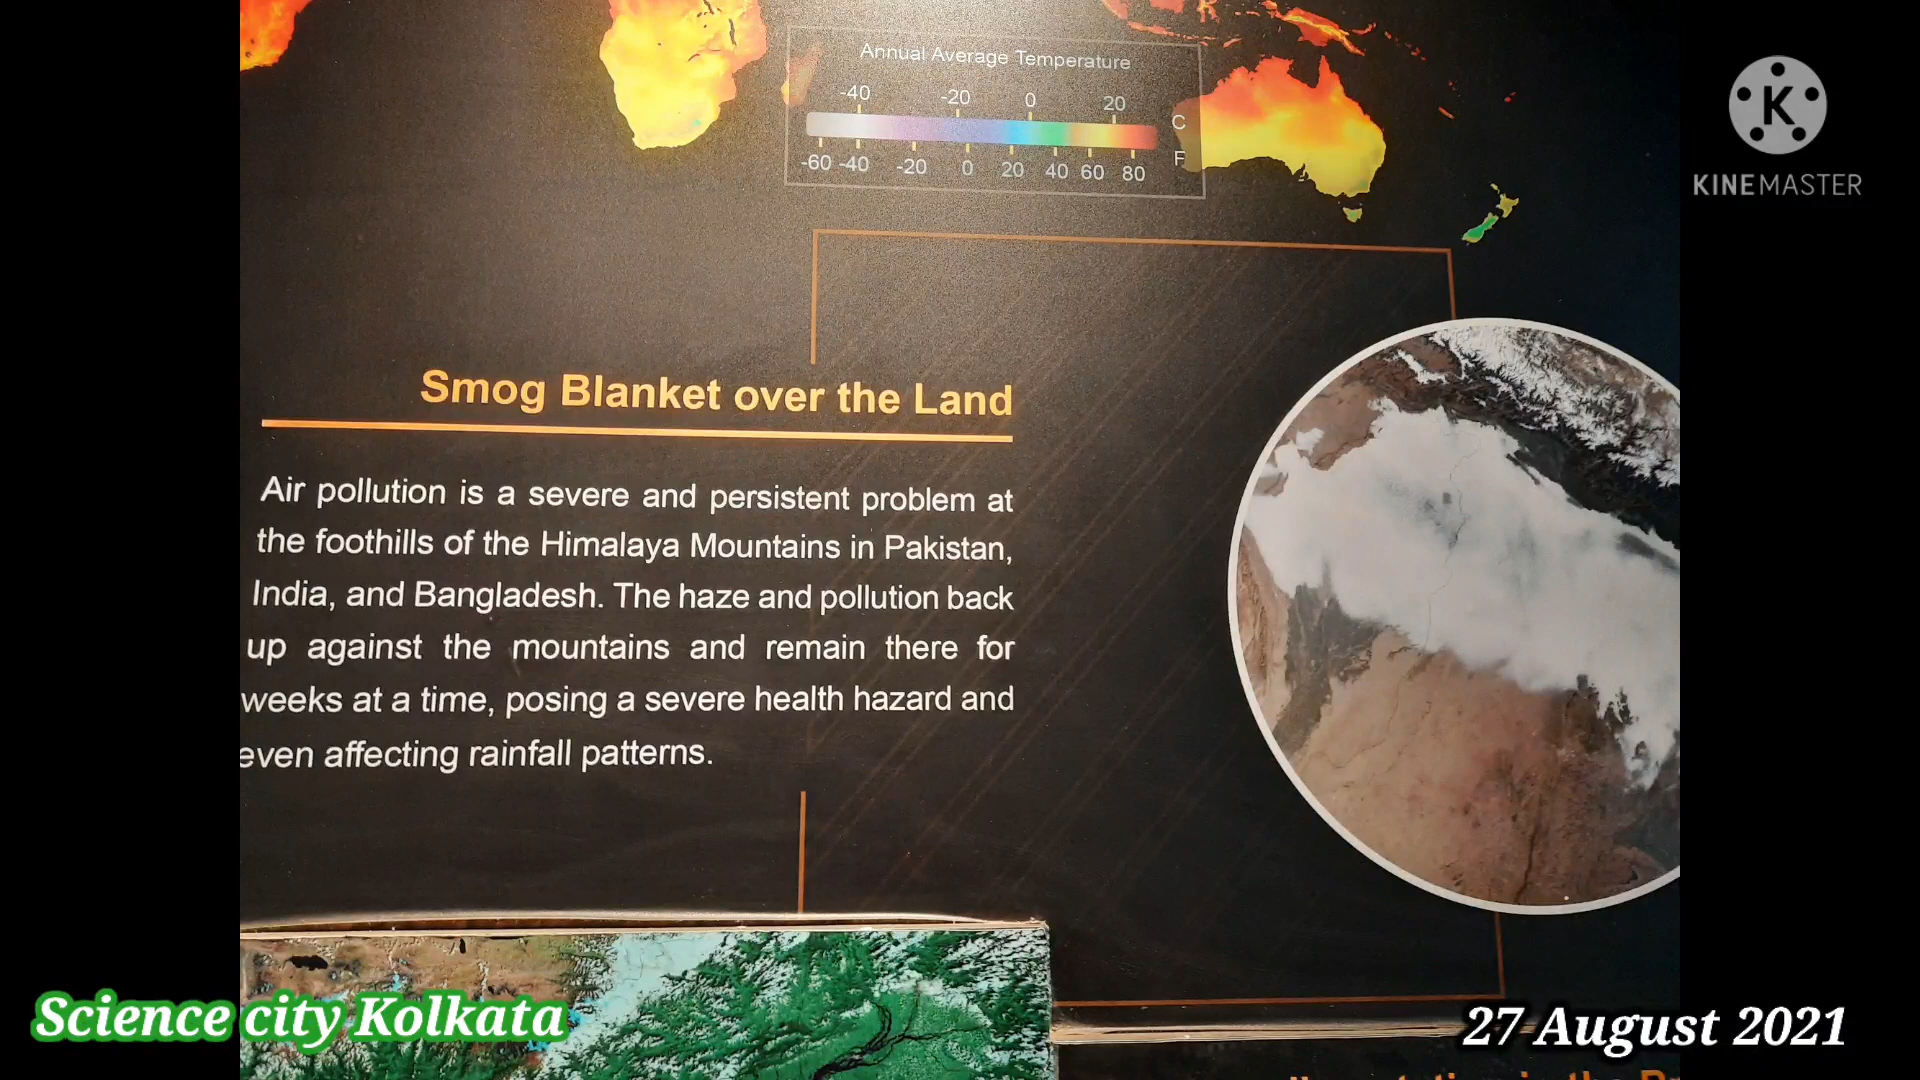 Annual Average Temperature
-40 -20 0 20
C
F
-60 -40 -20 0 20 40 60 80
KINEMASTER
Smog Blanket over the Land
Air pollution is a severe and persistent problem at
the foothills of the Himalaya Mountains in Pakistan,
India, and Bangladesh. The haze and pollution back
up against the mountains and remain there for
weeks at a time, posing a severe health hazard and
even affecting rainfall patterns.
Science city Kolkata
27 August 2021
in the